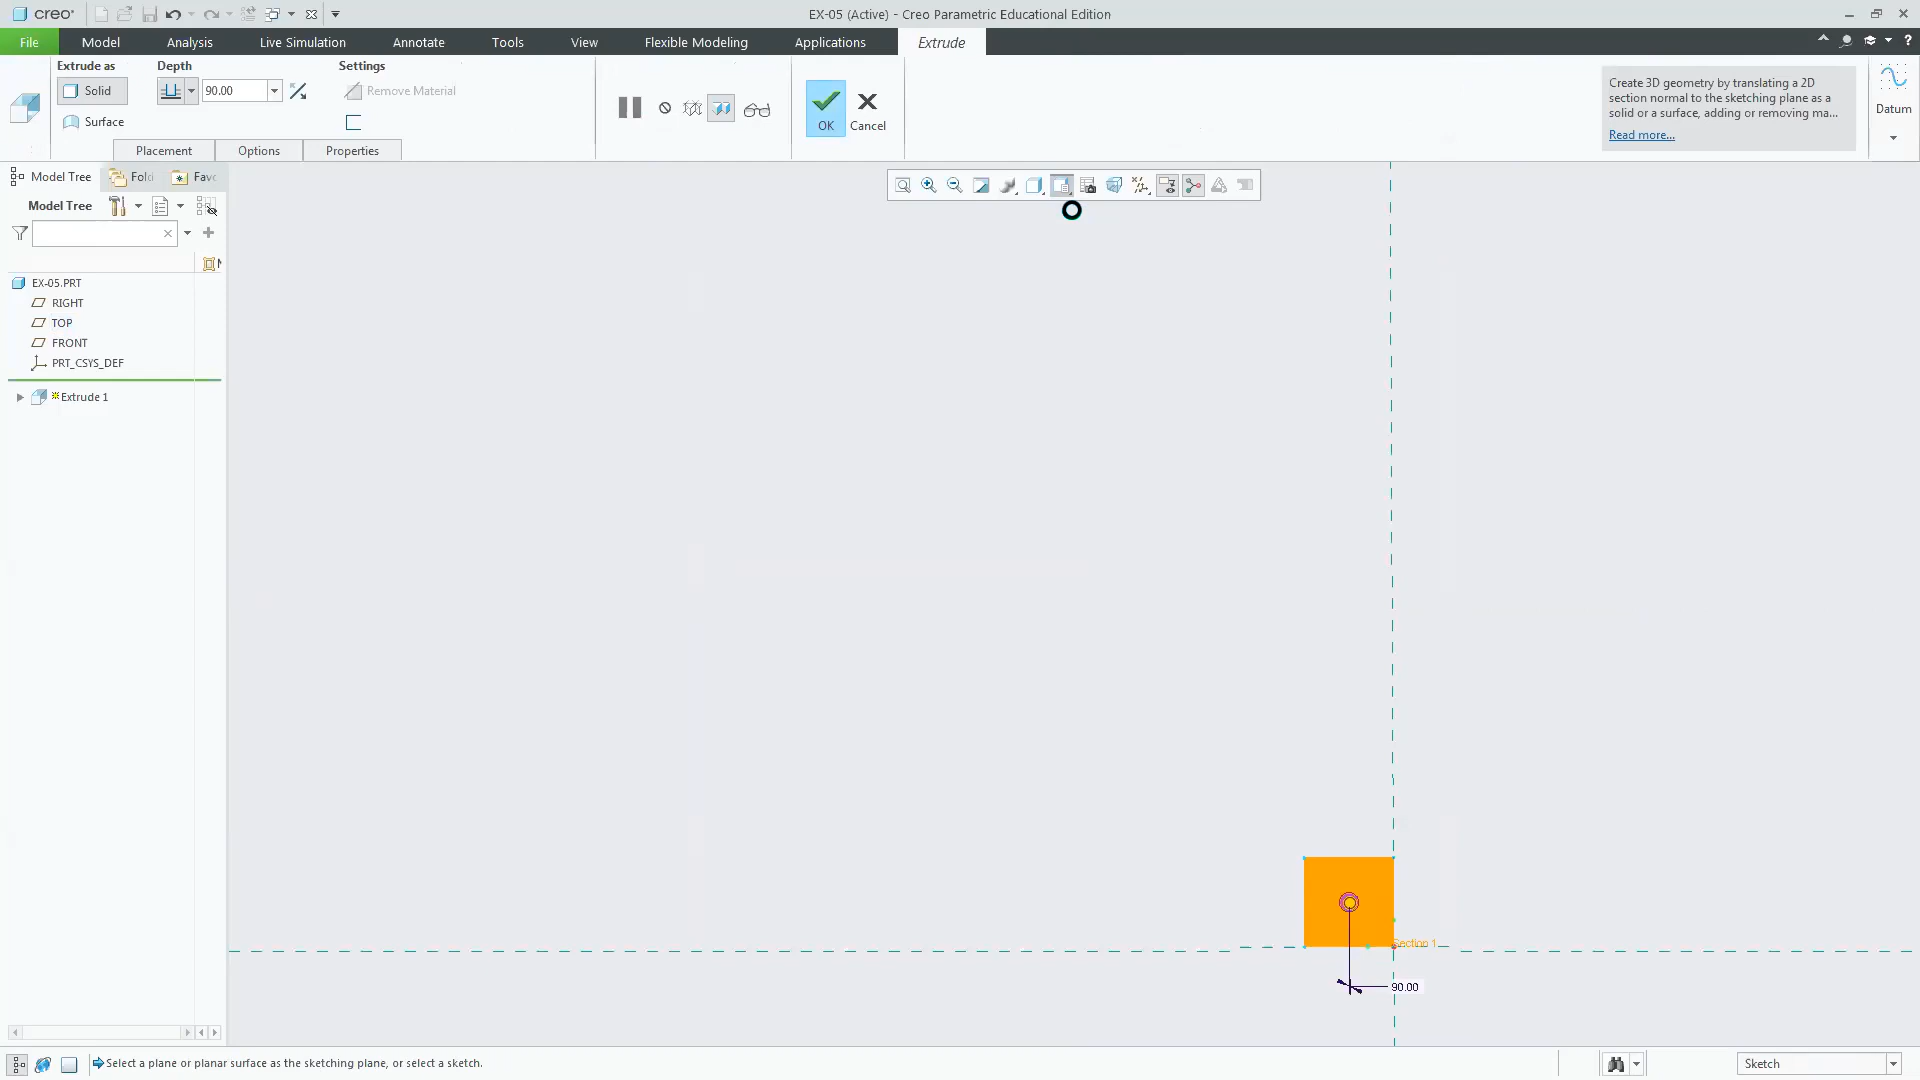 creo®
EX-05 (Active) - Creo Parametric Educational Edition
File Model Analysis Live Simulation Annotate Tools View Flexible Modeling Applications Extrude
Extrude as Depth Settings
Solid 90.00 Remove Material
Surface
OK Cancel
Placement Options Properties
Create 3D geometry by translating a 2D
section normal to the sketching plane as a
solid or a surface, adding or removing ma...
Read more...
Datum
Model Tree Fold Favo
Model Tree
EX-05.PRT
RIGHT
TOP
FRONT
PRT_CSYS_DEF
Extrude 1
Section 1
90.00
Select a plane or planar surface as the sketching plane, or select a sketch.
Sketch